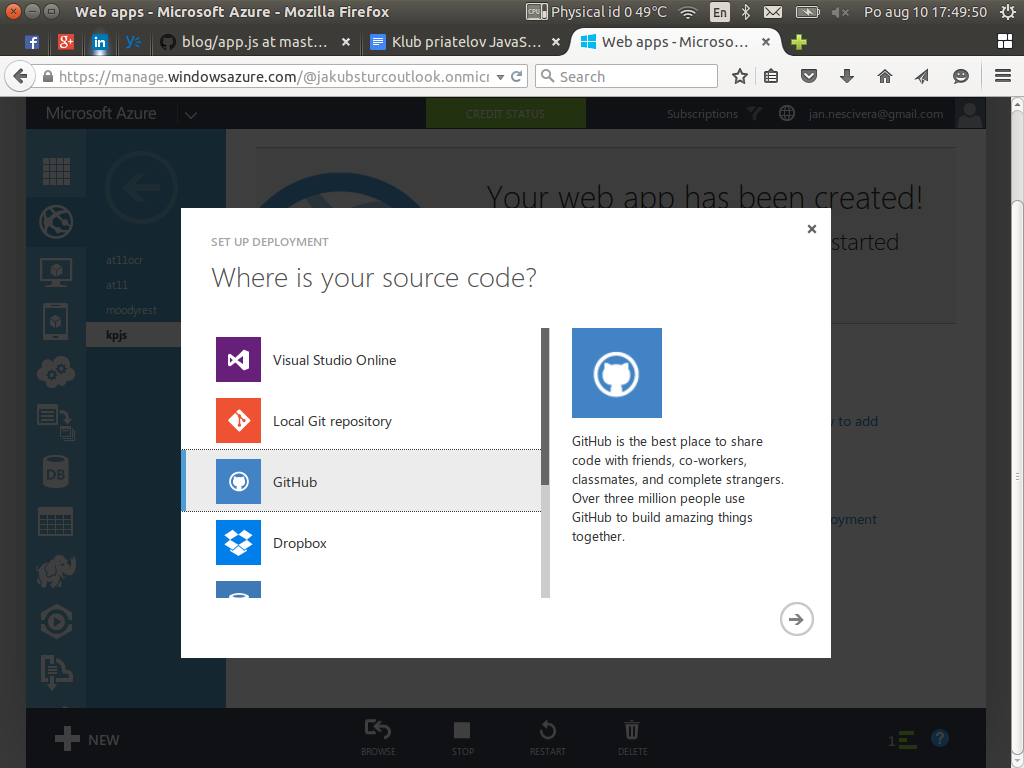 Web apps - Microsoft Azure - Mozilla Firefox
Physical id 0 49°C
En
Po aug 10 17:49:50
blog/app.js at mast…
Klub priatelov JavaS…
Web apps - Microso…
https://manage.windowsazure.com/@jakubsturcoutlook.onmicr
Search
Microsoft Azure
CREDIT STATUS
Subscriptions
jan.nescivera@gmail.com
Your web app has been created!
started
at11ocr
at11
moodyrest
kpjs
to add
SET UP DEPLOYMENT
Where is your source code?
Visual Studio Online
Local Git repository
GitHub
Dropbox
GitHub is the best place to share
code with friends, co-workers,
classmates, and complete strangers.
Over three million people use
GitHub to build amazing things
together.
DB
NEW
BROWSE
STOP
RESTART
DELETE
1
?